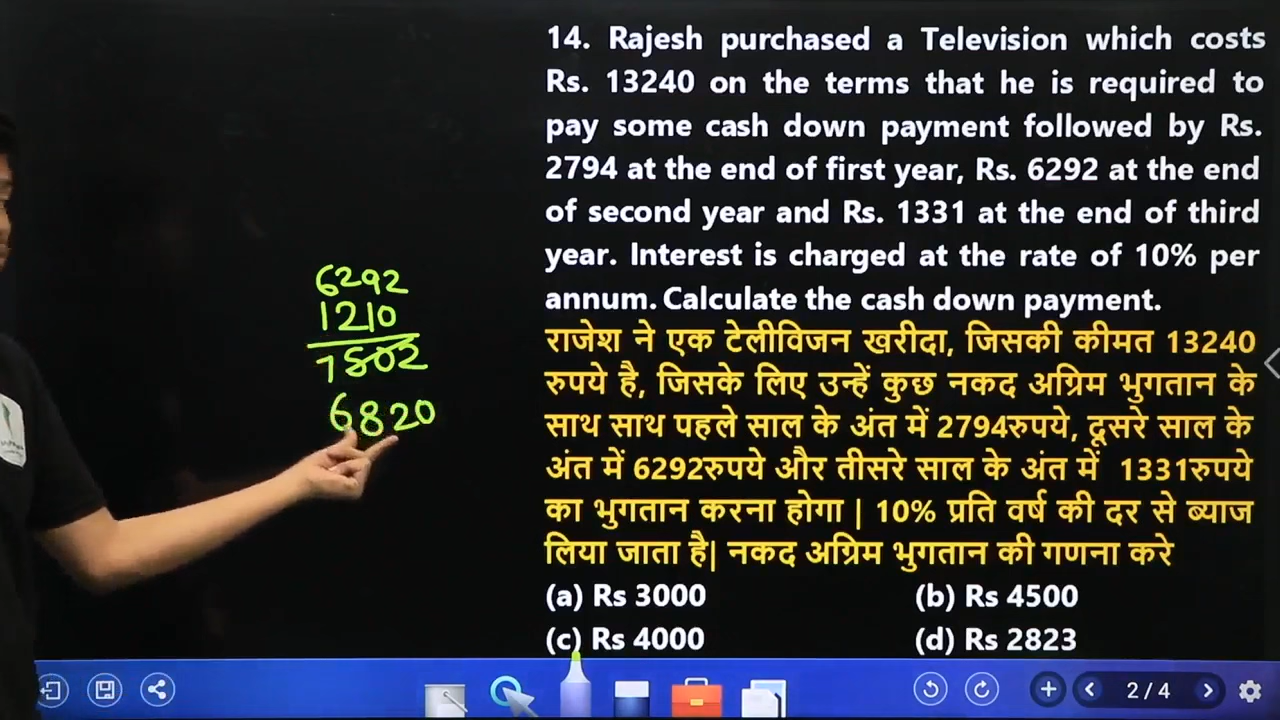 14. Rajesh purchased a Television which costs
Rs. 13240 on the terms that he is required to
pay some cash down payment followed by Rs.
2794 at the end of first year, Rs. 6292 at the end
of second year and Rs. 1331 at the end of third
year. Interest is charged at the rate of 10% per
annum. Calculate the cash down payment.
राजेश ने एक टेलीविजन खरीदा, जिसकी कीमत 13240
रुपये है, जिसके लिए उन्हें कुछ नकद अग्रिम भुगतान के
साथ साथ पहले साल के अंत में 2794रुपये, दूसरे साल के
अंत में 6292रुपये और तीसरे साल के अंत में 1331रुपये
का भुगतान करना होगा | 10% प्रति वर्ष की दर से ब्याज
लिया जाता है| नकद अग्रिम भुगतान की गणना करे
(a) Rs 3000 (b) Rs 4500
(c) Rs 4000 (d) Rs 2823
6292
1210
7502
6820
2 / 4